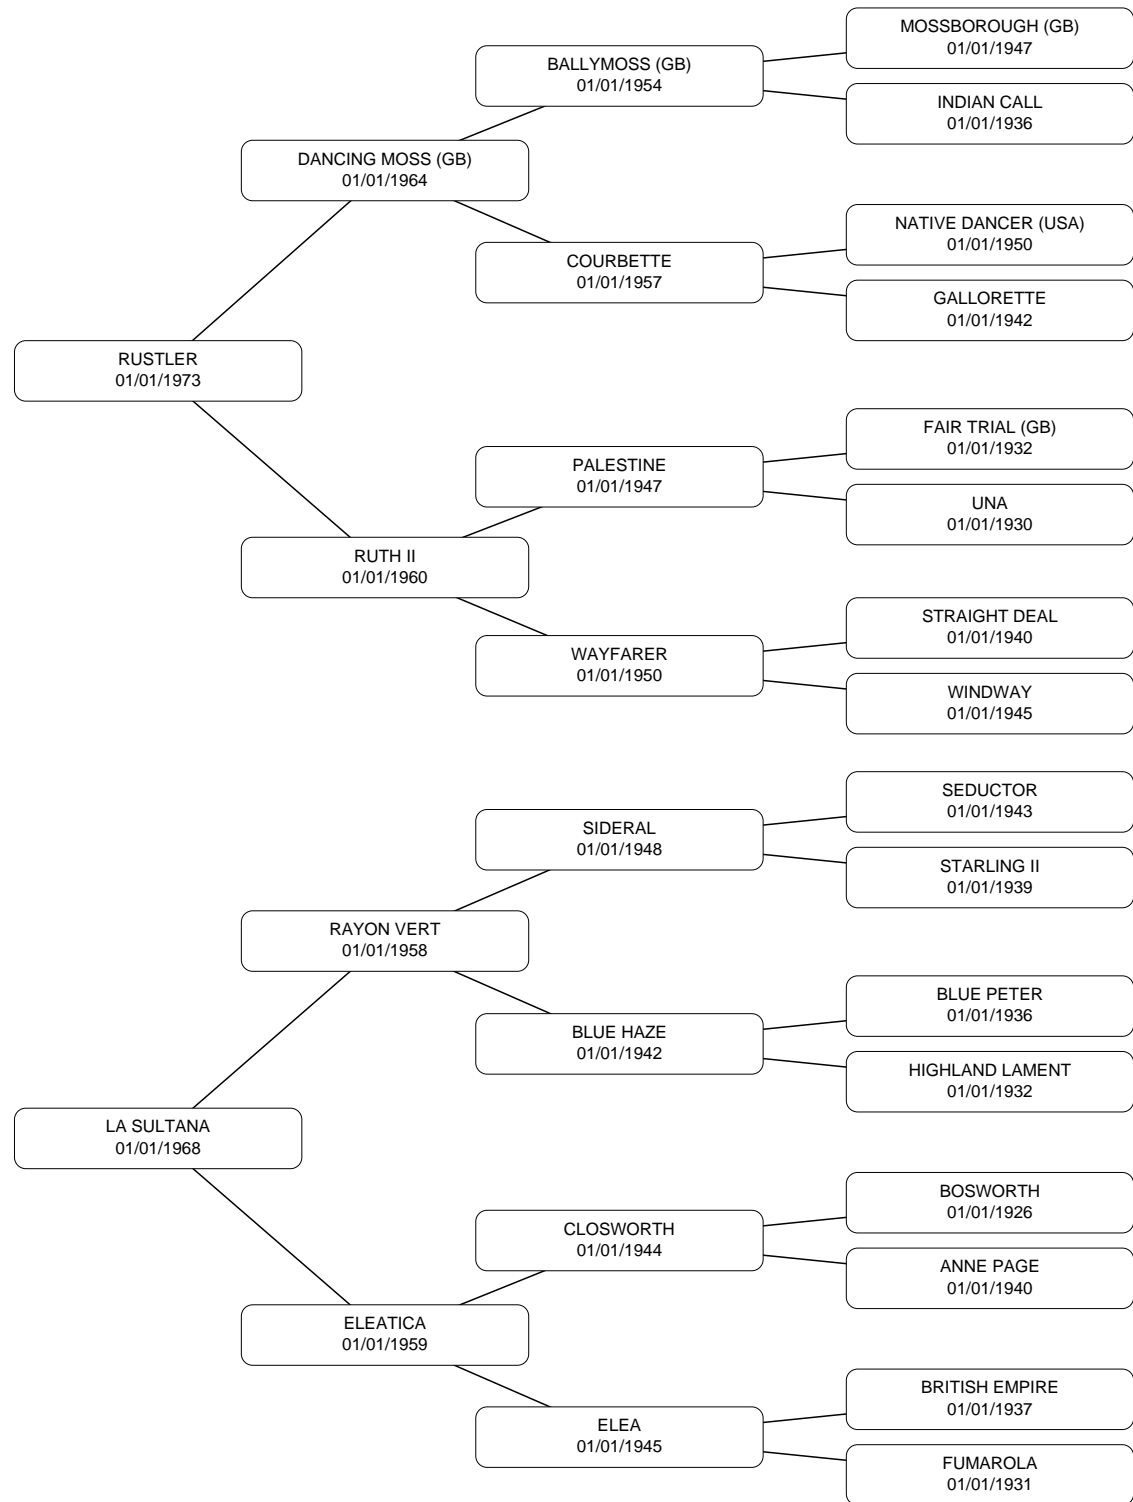 MOSSBOROUGH (GB)
01/01/1947
BALLYMOSS (GB)
01/01/1954
INDIAN CALL
01/01/1936
DANCING MOSS (GB)
01/01/1964
NATIVE DANCER (USA)
01/01/1950
COURBETTE
01/01/1957
GALLORETTE
01/01/1942
RUSTLER
01/01/1973
FAIR TRIAL (GB)
01/01/1932
PALESTINE
01/01/1947
UNA
01/01/1930
RUTH II
01/01/1960
STRAIGHT DEAL
01/01/1940
WAYFARER
01/01/1950
WINDWAY
01/01/1945
SEDUCTOR
01/01/1943
SIDERAL
01/01/1948
STARLING II
01/01/1939
RAYON VERT
01/01/1958
BLUE PETER
01/01/1936
BLUE HAZE
01/01/1942
HIGHLAND LAMENT
01/01/1932
LA SULTANA
01/01/1968
BOSWORTH
01/01/1926
CLOSWORTH
01/01/1944
ANNE PAGE
01/01/1940
ELEATICA
01/01/1959
BRITISH EMPIRE
01/01/1937
ELEA
01/01/1945
FUMAROLA
01/01/1931